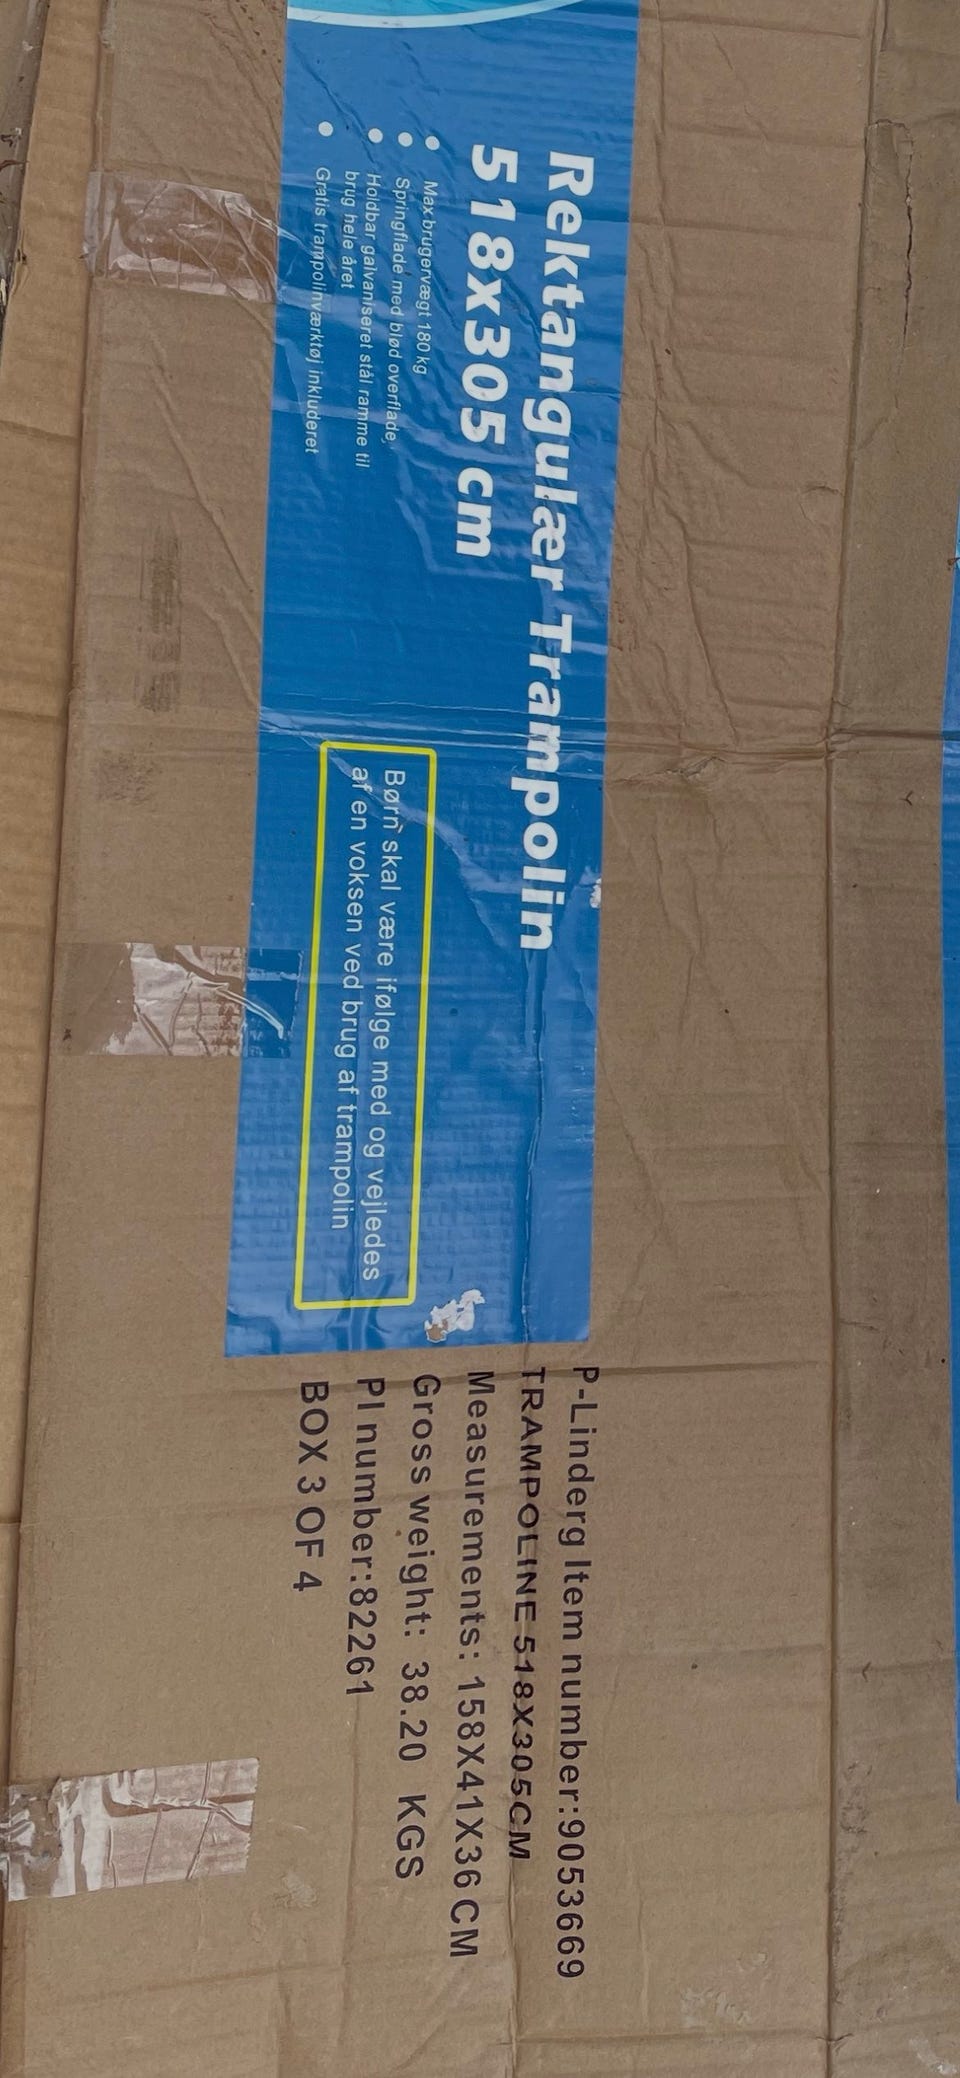 Rektangulær Trampolin
518x305 cm
• Max brugervægt 180 kg
• Springflade med blød overflade
• Holdbar galvaniseret stål ramme til
brug hele året
• Gratis trampolinværktøj inkluderet
Børn skal være ifølge med og vejledes
af en voksen ved brug af trampolin
P-Linderg Item number:9053669
TRAMPOLINE 518X305CM
Measurements: 158X41X36 CM
Gross weight: 38.20 KGS
PI number:82261
BOX 3 OF 4